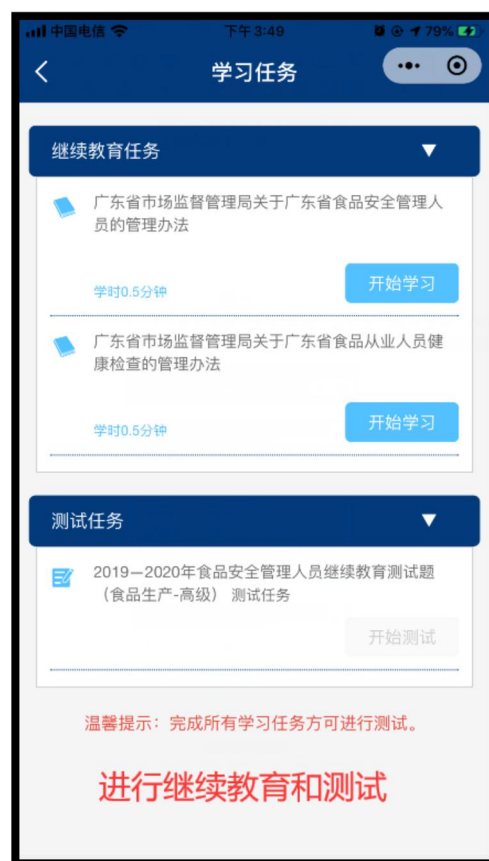 中国电信 下午3:49 79%
学习任务
继续教育任务
广东省市场监督管理局关于广东省食品安全管理人
员的管理办法
学时0.5分钟 开始学习
广东省市场监督管理局关于广东省食品从业人员健
康检查的管理办法
学时0.5分钟 开始学习
测试任务
2019—2020年食品安全管理人员继续教育测试题
（食品生产-高级） 测试任务
开始测试
温馨提示：完成所有学习任务方可进行测试。
进行继续教育和测试